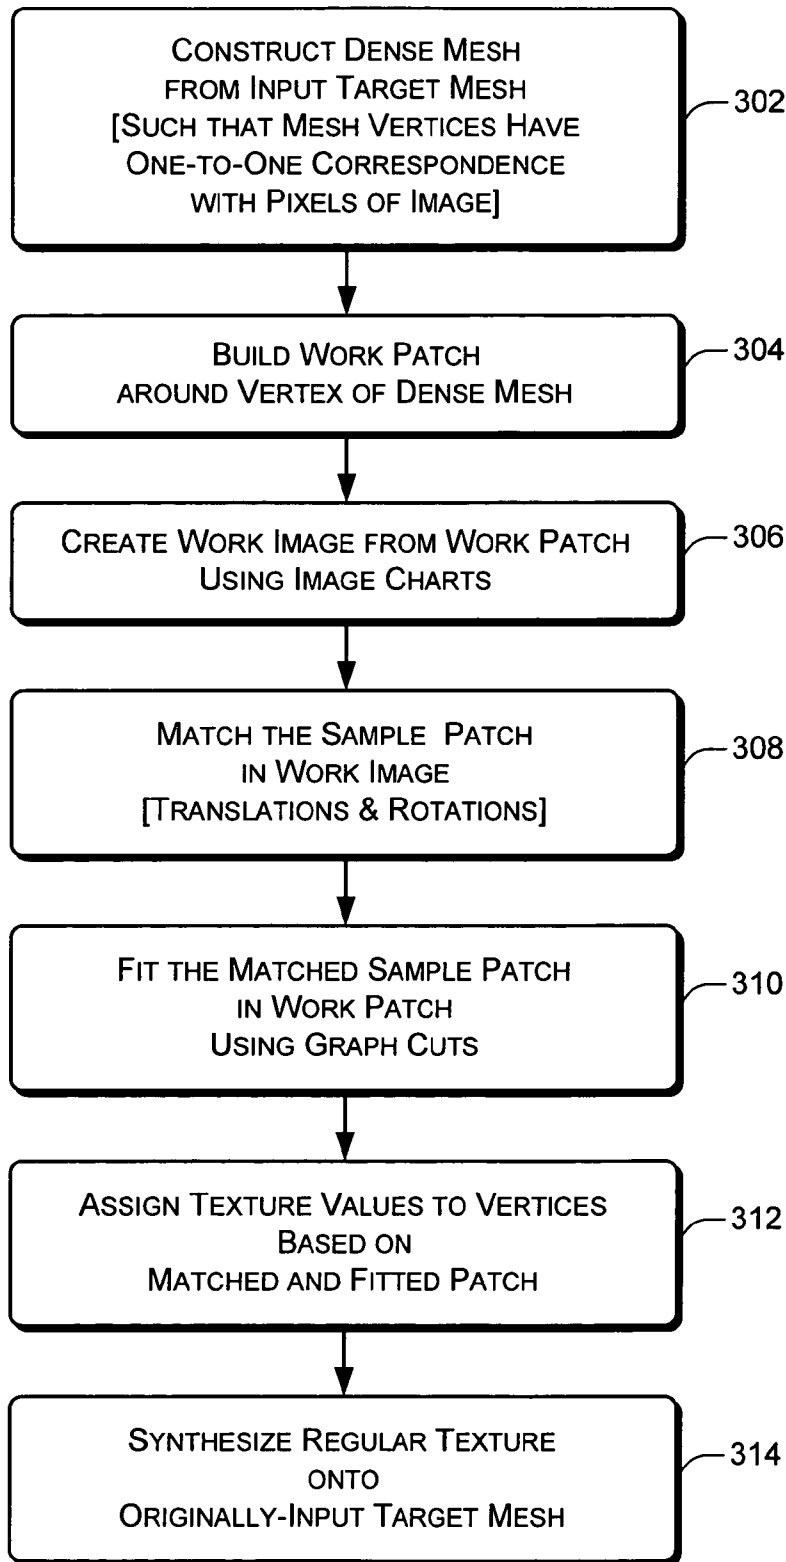 CONSTRUCT DENSE MESH
FROM INPUT TARGET MESH
[SUCH THAT MESH VERTICES HAVE
ONE-TO-ONE CORRESPONDENCE
WITH PIXELS OF IMAGE]
302
BUILD WORK PATCH
AROUND VERTEX OF DENSE MESH
304
CREATE WORK IMAGE FROM WORK PATCH
USING IMAGE CHARTS
306
MATCH THE SAMPLE PATCH
IN WORK IMAGE
[TRANSLATIONS & ROTATIONS]
308
FIT THE MATCHED SAMPLE PATCH
IN WORK PATCH
USING GRAPH CUTS
310
ASSIGN TEXTURE VALUES TO VERTICES
BASED ON
MATCHED AND FITTED PATCH
312
SYNTHESIZE REGULAR TEXTURE
ONTO
ORIGINALLY-INPUT TARGET MESH
314